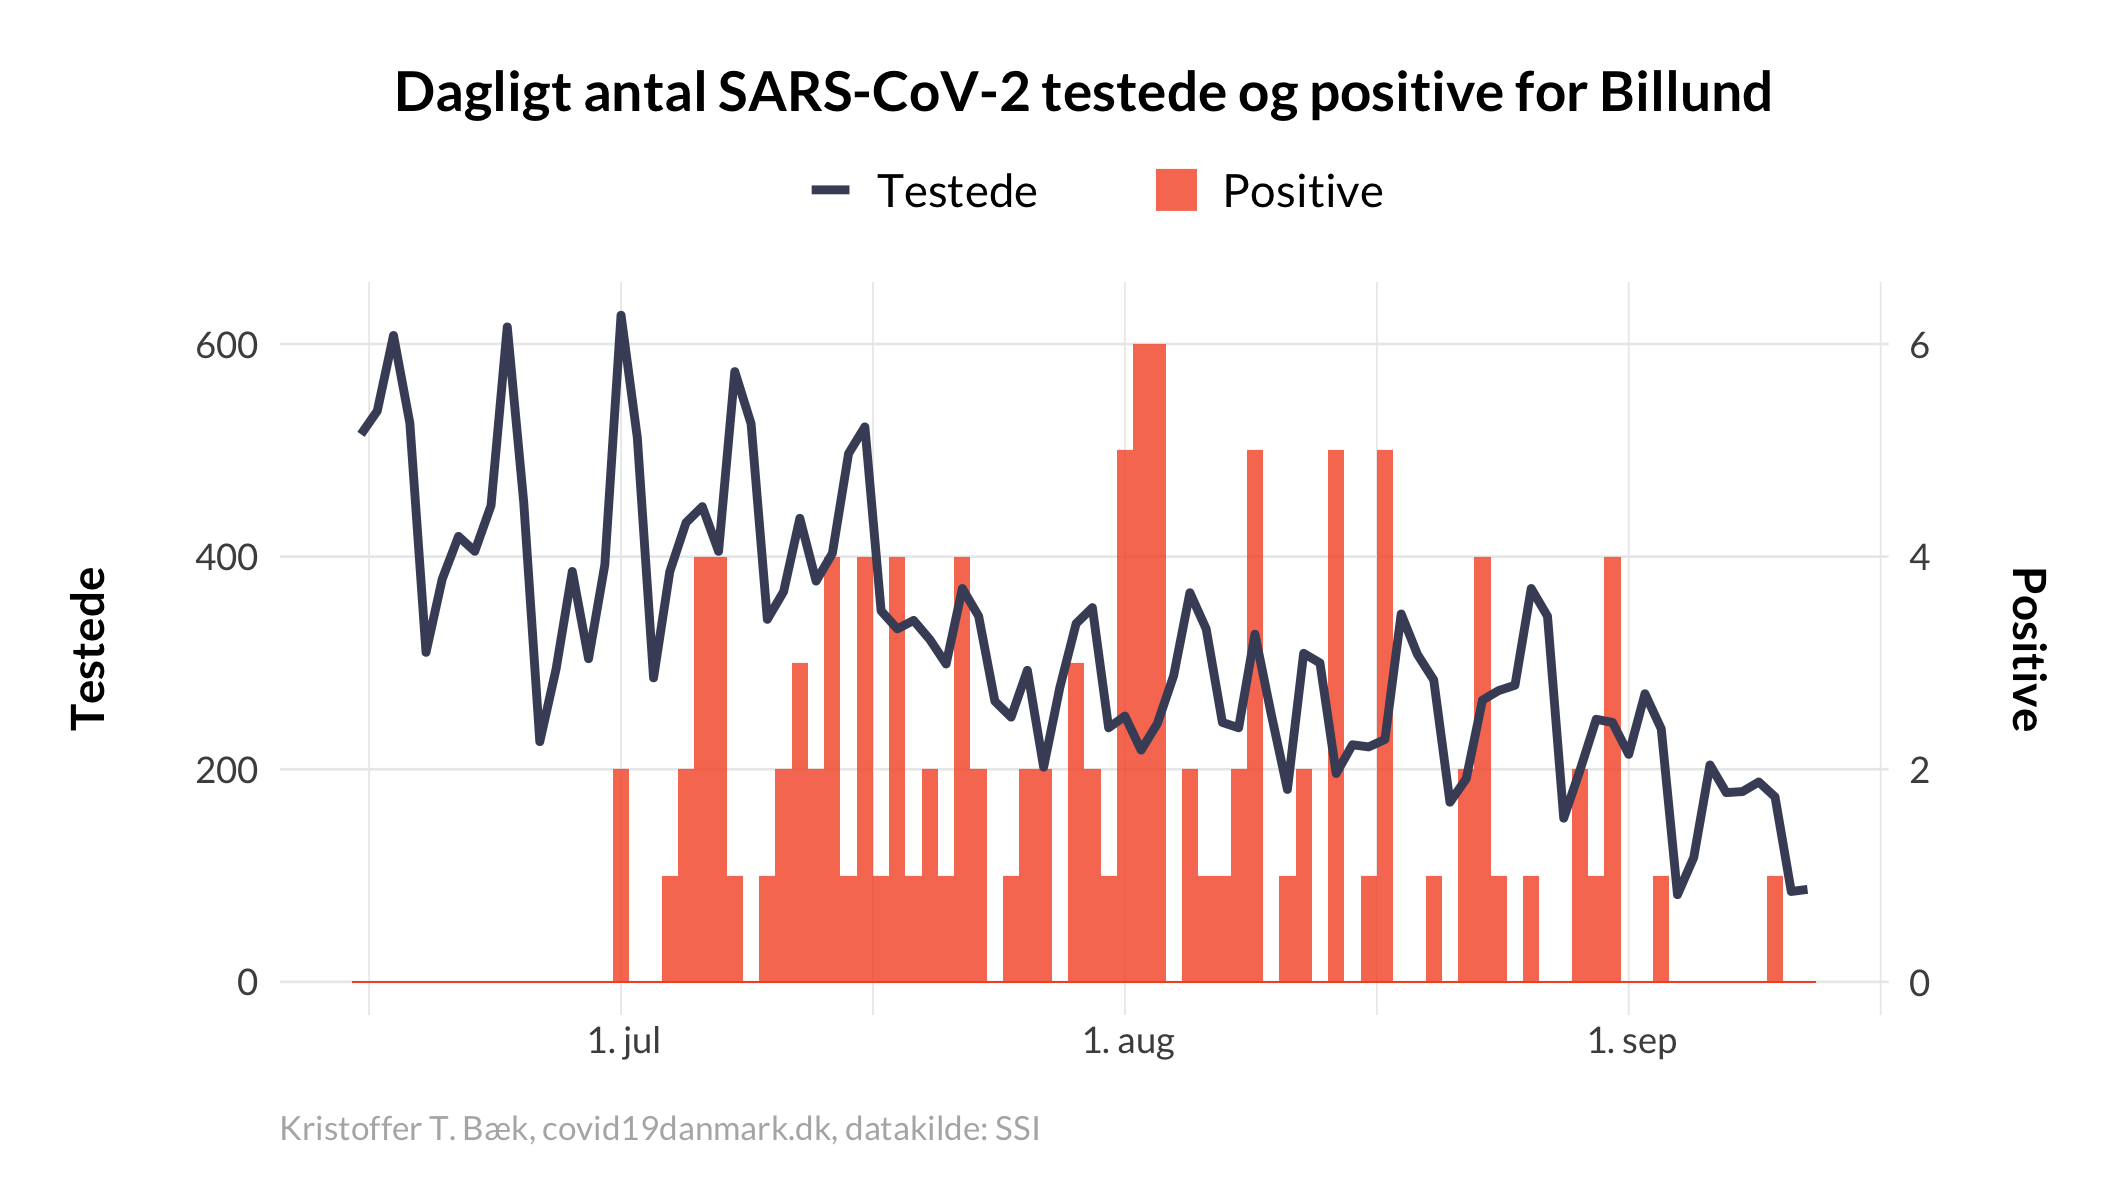 Dagligt antal SARS-CoV-2 testede og positive for Billund
Testede Positive
600 6
400 4
200 2
0 0
Testede
Positive
1. jul 1. aug 1. sep
Kristoffer T. Bæk, covid19danmark.dk, datakilde: SSI